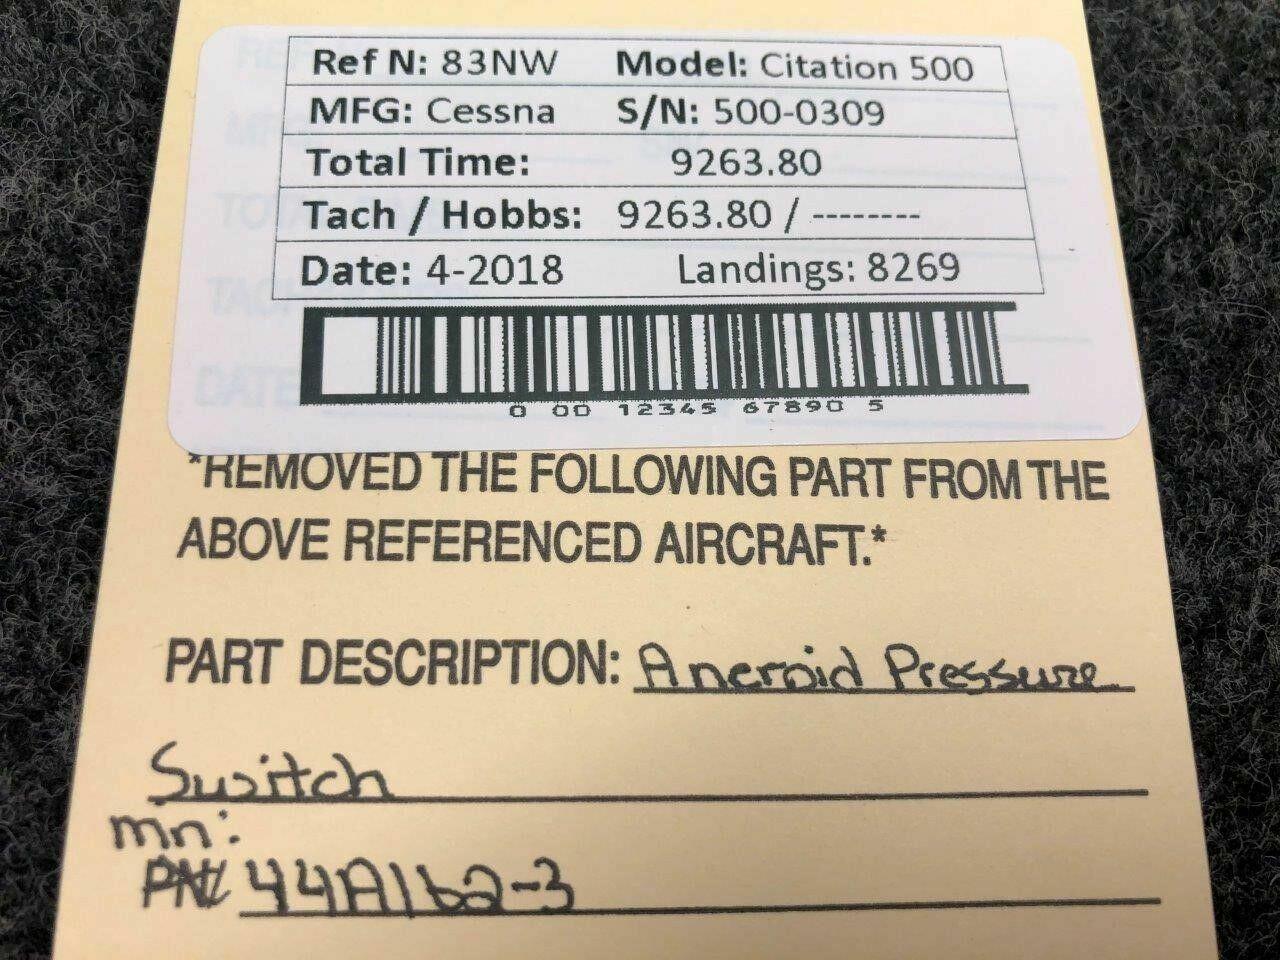 Ref N: 83NW Model: Citation 500
MFG: Cessna S/N: 500-0309
Total Time: 9263.80
Tach / Hobbs: 9263.80 / --------
Date: 4-2018 Landings: 8269
0 00 12345 67890 5
*REMOVED THE FOLLOWING PART FROM THE
ABOVE REFERENCED AIRCRAFT.*
PART DESCRIPTION: Aneroid Pressure
Switch
mn:
44A162-3